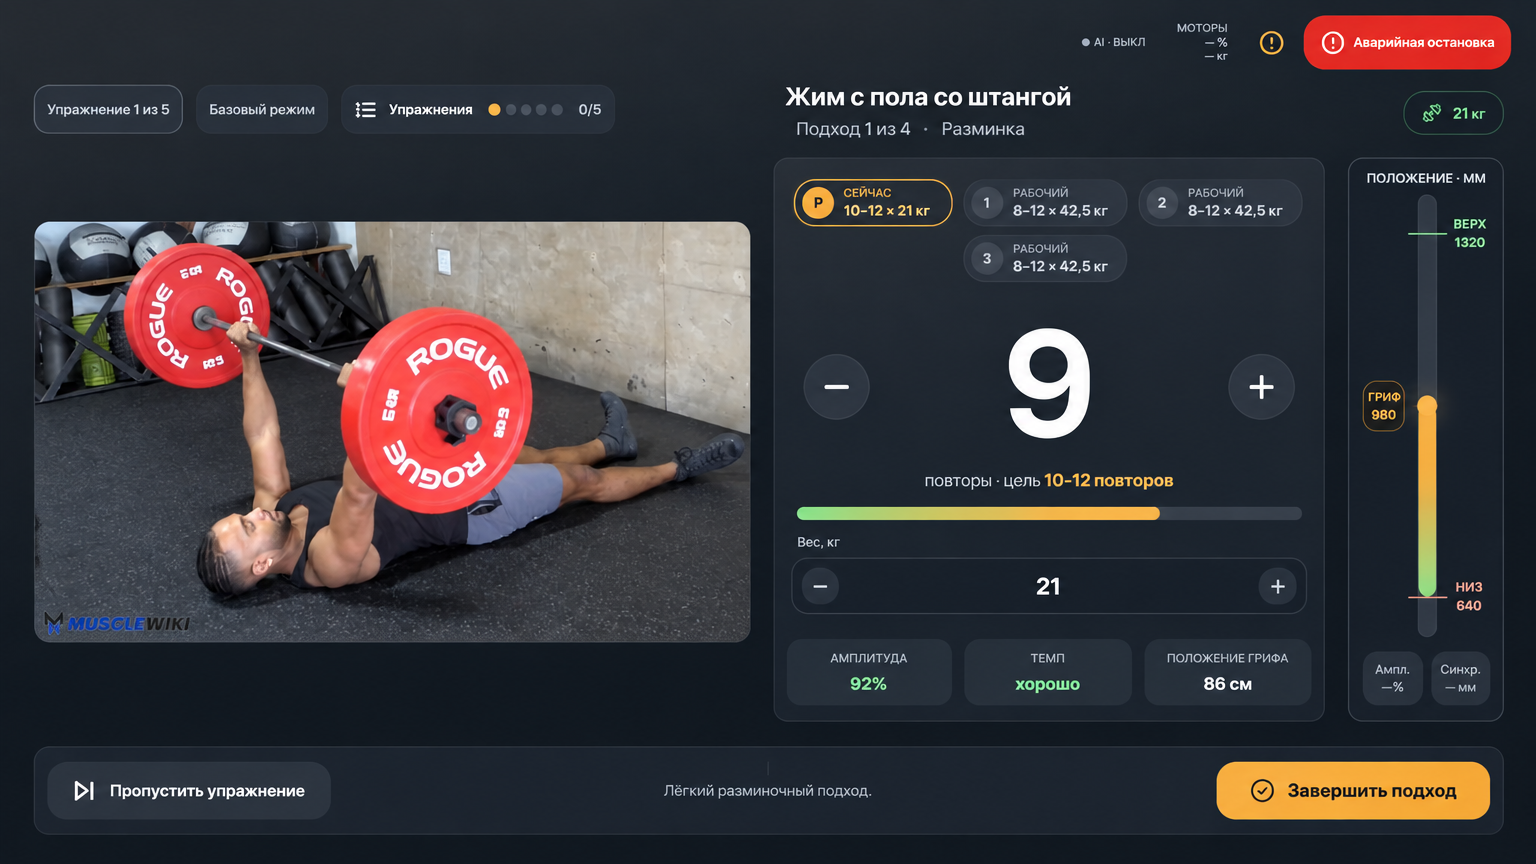 AI · ВЫКЛ
МОТОРЫ
— %
— кг
Аварийная остановка
Упражнение 1 из 5
Базовый режим
Упражнения
0/5
Жим с пола со штангой
Подход 1 из 4 · Разминка
21 кг
ROGUE
ROGUE
ROGUE
ROGUE
MUSCLEWIKI
Р
СЕЙЧАС
10–12 × 21 кг
1
РАБОЧИЙ
8–12 × 42,5 кг
2
РАБОЧИЙ
8–12 × 42,5 кг
3
РАБОЧИЙ
8–12 × 42,5 кг
9
повторы · цель 10–12 повторов
Вес, кг
21
АМПЛИТУДА
92%
ТЕМП
хорошо
ПОЛОЖЕНИЕ ГРИФА
86 см
ПОЛОЖЕНИЕ · ММ
ВЕРХ
1320
ГРИФ
980
НИЗ
640
Ампл.
—%
Синхр.
— мм
Пропустить упражнение
Лёгкий разминочный подход.
Завершить подход